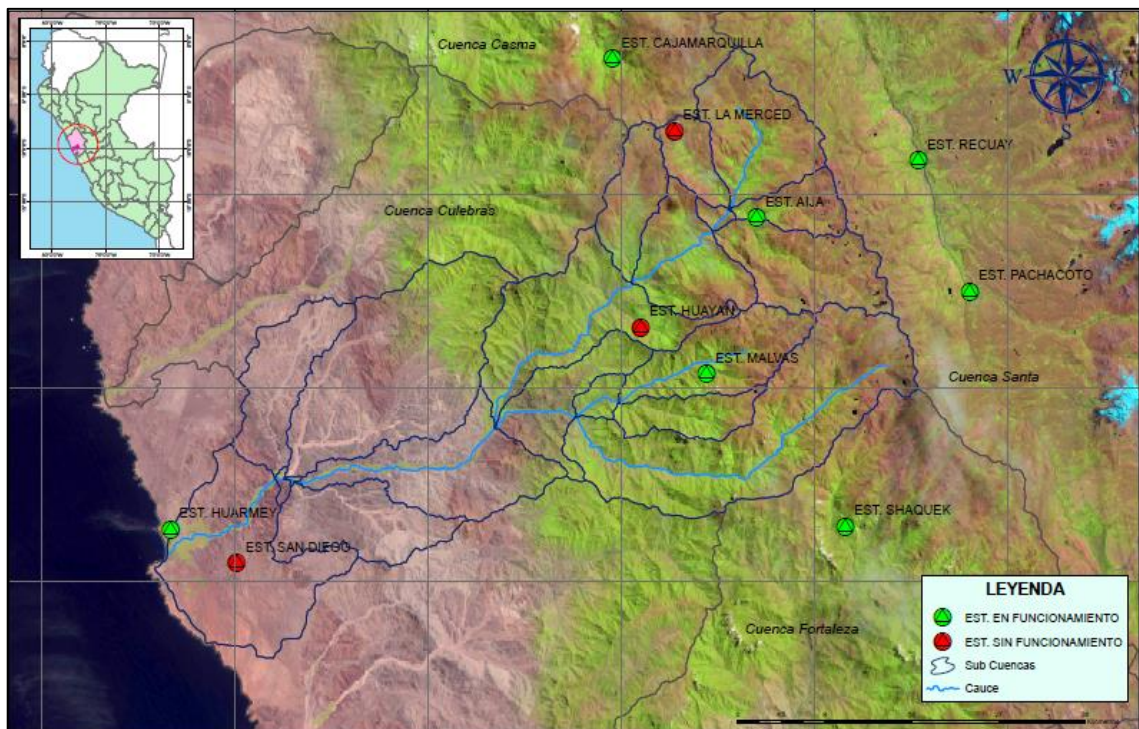 Cuenca Casma
EST. CAJAMARQUILLA
W
S
EST. LA MERCED
EST. RECUAY
Cuenca Culebras
EST. AIJA
EST. PACHACOTO
EST. HUAYAN
EST. MALVAS
Cuenca Santa
EST. HUARMEY
EST. SHAQUEK
EST. SAN DIEGO
LEYENDA
EST. EN FUNCIONAMIENTO
EST. SIN FUNCIONAMIENTO
Sub Cuencas
Cauce
Cuenca Fortaleza